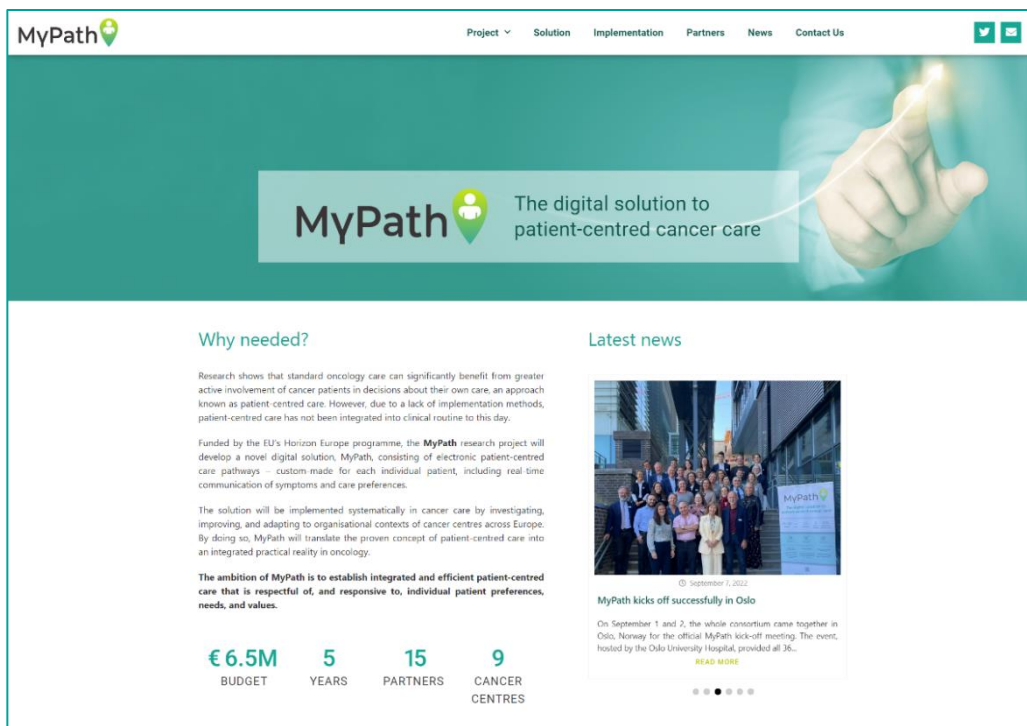 MyPath
Project
Solution
Implementation
Partners
News
Contact Us
MyPath
The digital solution to
patient-centred cancer care
Why needed?
Research shows that standard oncology care can significantly benefit from greater
active involvement of cancer patients in decisions about their own care, an approach
known as patient-centred care. However, due to a lack of implementation methods,
patient-centred care has not been integrated into clinical routine to this day.
Funded by the EU's Horizon Europe programme, the MyPath research project will
develop a novel digital solution, MyPath, consisting of electronic patient-centred
care pathways – custom-made for each individual patient, including real-time
communication of symptoms and care preferences.
The solution will be implemented systematically in cancer care by investigating,
improving, and adapting to organisational contexts of cancer centres across Europe.
By doing so, MyPath will translate the proven concept of patient-centred care into
an integrated practical reality in oncology.
The ambition of MyPath is to establish integrated and efficient patient-centred
care that is respectful of, and responsive to, individual patient preferences,
needs, and values.
€ 6.5M
BUDGET
5
YEARS
15
PARTNERS
9
CANCER
CENTRES
Latest news
MyPath
September 7, 2022
MyPath kicks off successfully in Oslo
On September 1 and 2, the whole consortium came together in
Oslo, Norway for the official MyPath kick-off meeting. The event,
hosted by the Oslo University Hospital, provided all 36...
READ MORE